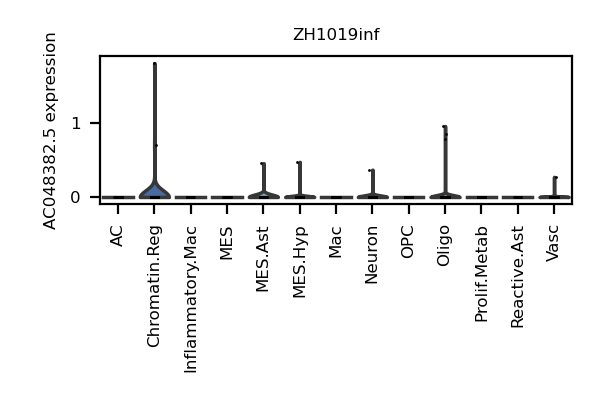 ZH1019inf
AC048382.5 expression
1
0
AC
Chromatin.Reg
Inflammatory.Mac
MES
MES.Ast
MES.Hyp
Mac
Neuron
OPC
Oligo
Prolif.Metab
Reactive.Ast
Vasc